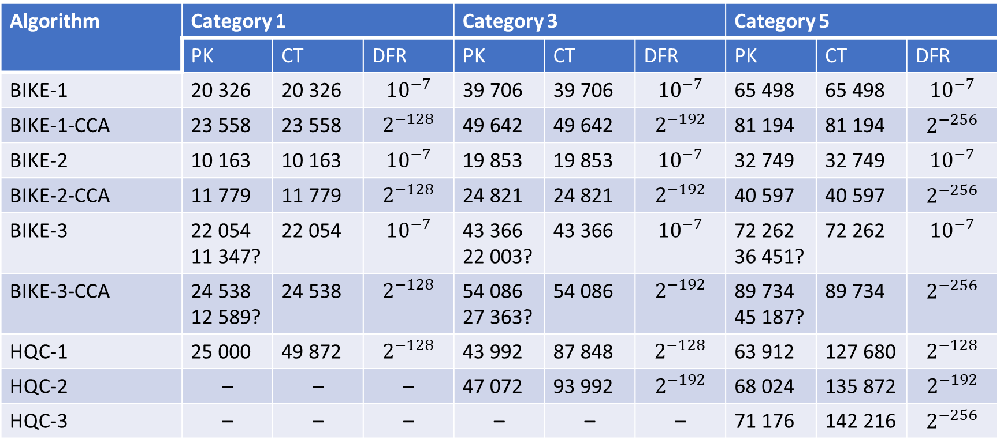 Algorithm Category 1 Category 3 Category 5
PK CT DFR PK CT DFR PK CT DFR
BIKE-1 20 326 20 326 10⁻⁷ 39 706 39 706 10⁻⁷ 65 498 65 498 10⁻⁷
BIKE-1-CCA 23 558 23 558 2⁻¹²⁸ 49 642 49 642 2⁻¹⁹² 81 194 81 194 2⁻²⁵⁶
BIKE-2 10 163 10 163 10⁻⁷ 19 853 19 853 10⁻⁷ 32 749 32 749 10⁻⁷
BIKE-2-CCA 11 779 11 779 2⁻¹²⁸ 24 821 24 821 2⁻¹⁹² 40 597 40 597 2⁻²⁵⁶
BIKE-3 22 054 22 054 10⁻⁷ 43 366 43 366 10⁻⁷ 72 262 72 262 10⁻⁷
11 347? 22 003? 36 451?
BIKE-3-CCA 24 538 24 538 2⁻¹²⁸ 54 086 54 086 2⁻¹⁹² 89 734 89 734 2⁻²⁵⁶
12 589? 27 363? 45 187?
HQC-1 25 000 49 872 2⁻¹²⁸ 43 992 87 848 2⁻¹²⁸ 63 912 127 680 2⁻¹²⁸
HQC-2 – – – 47 072 93 992 2⁻¹⁹² 68 024 135 872 2⁻¹⁹²
HQC-3 – – – – – – 71 176 142 216 2⁻²⁵⁶